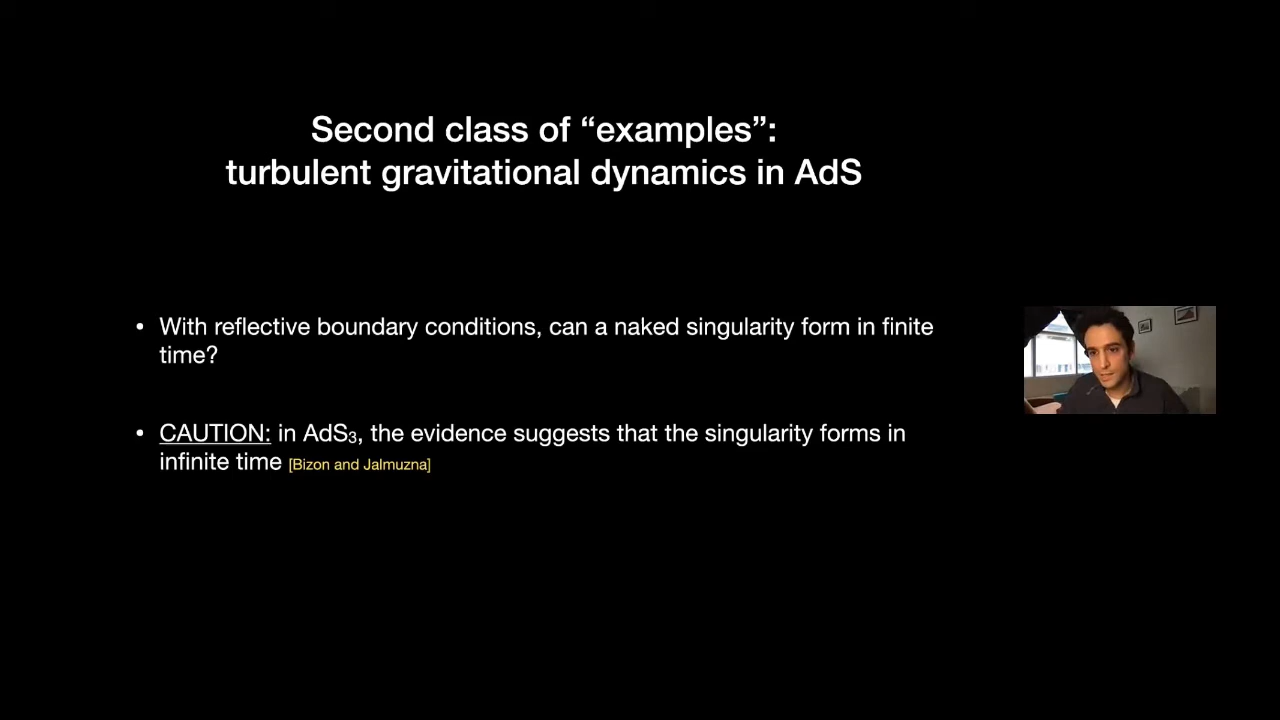 Second class of “examples”:
turbulent gravitational dynamics in AdS
• With reflective boundary conditions, can a naked singularity form in finite
time?
• CAUTION: in AdS₃, the evidence suggests that the singularity forms in
infinite time [Bizon and Jalmuzna]